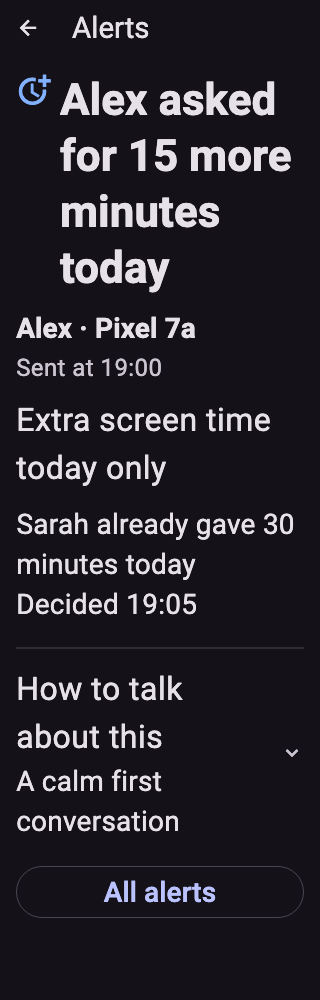 Alerts
Alex asked
for 15 more
minutes
today
Alex · Pixel 7a
Sent at 19:00
Extra screen time
today only
Sarah already gave 30
minutes today
Decided 19:05
How to talk
about this
A calm first
conversation
All alerts